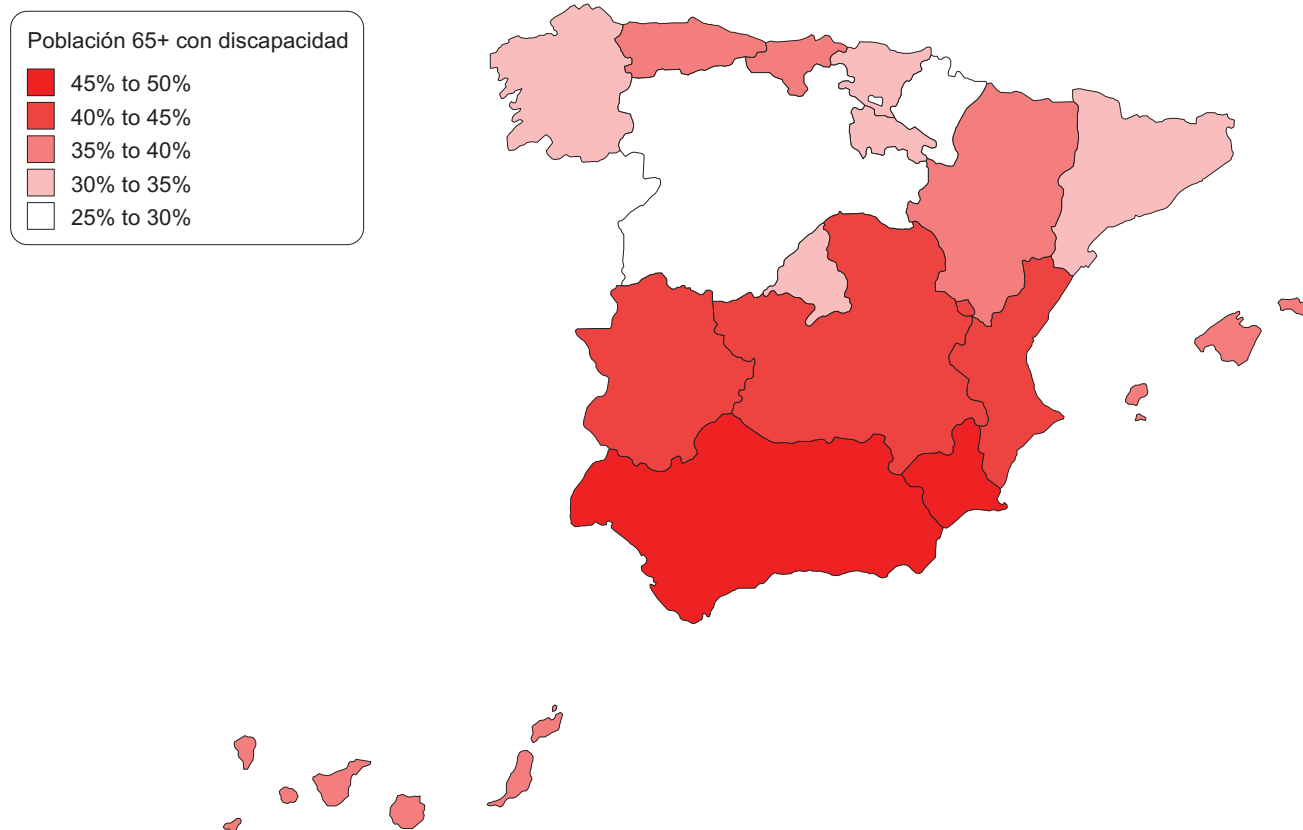 Población 65+ con discapacidad
45% to 50%
40% to 45%
35% to 40%
30% to 35%
25% to 30%